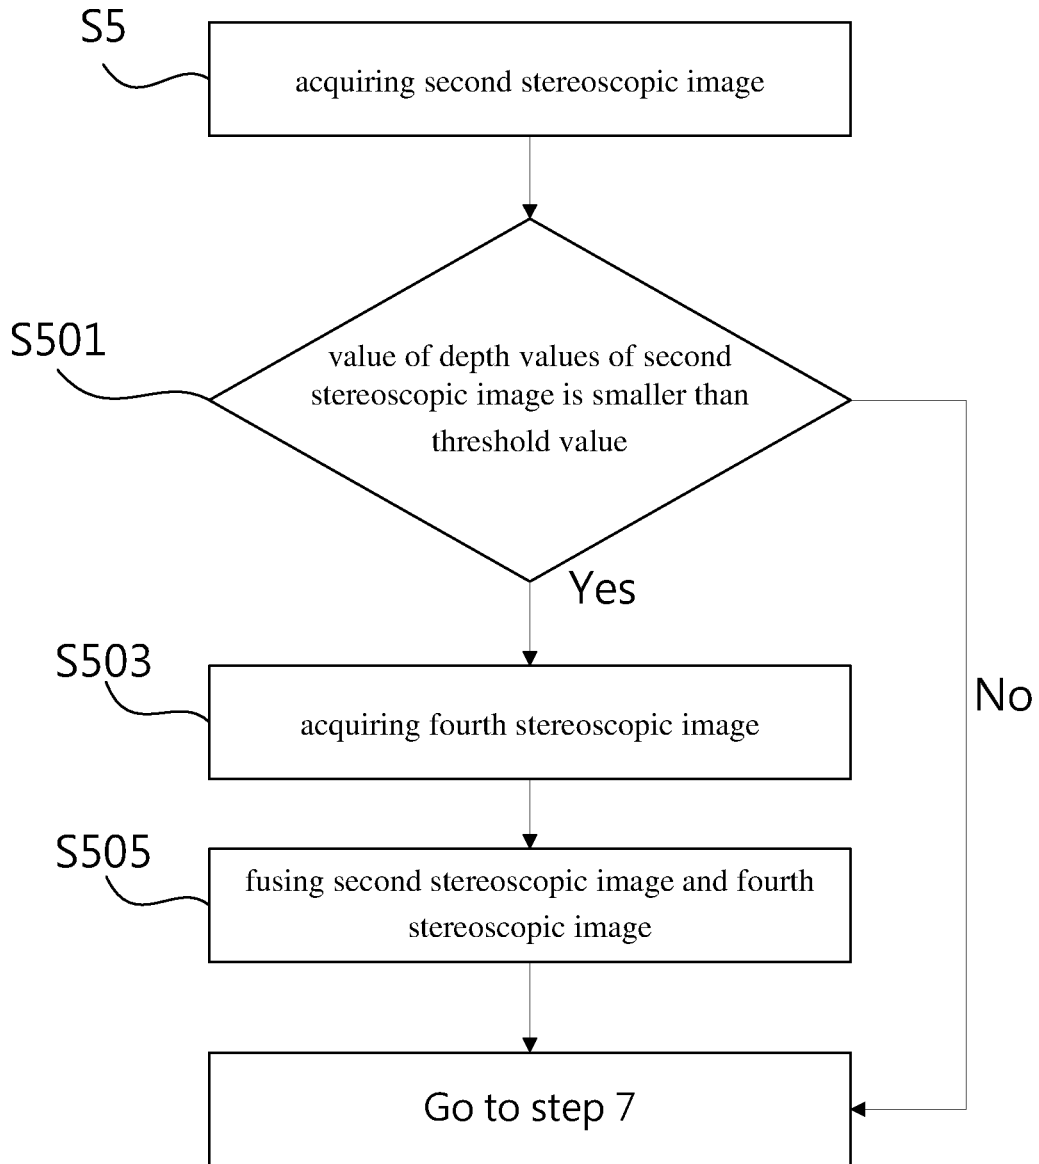 S5
acquiring second stereoscopic image
S501
value of depth values of second
stereoscopic image is smaller than
threshold value
Yes
S503
acquiring fourth stereoscopic image
No
S505
fusing second stereoscopic image and fourth
stereoscopic image
Go to step 7